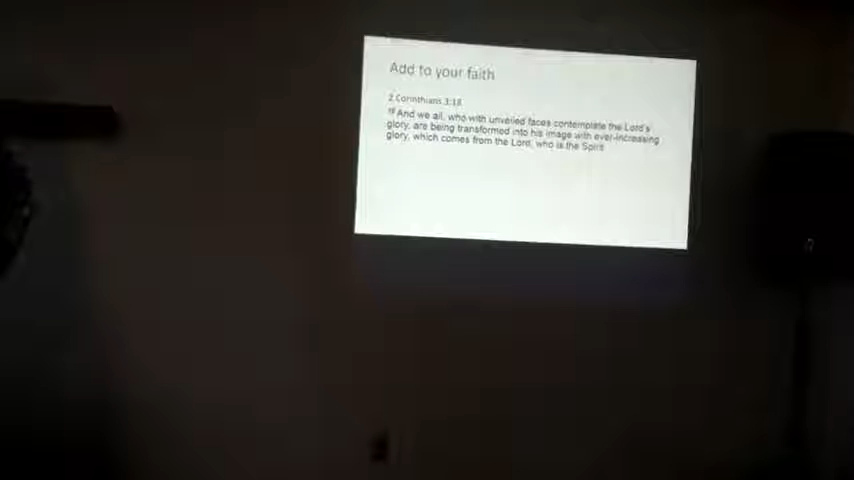 Add to your faith
2 Corinthians 3:18
18 And we all, who with unveiled faces contemplate the Lord's
glory, are being transformed into his image with ever-increasing
glory, which comes from the Lord, who is the Spirit